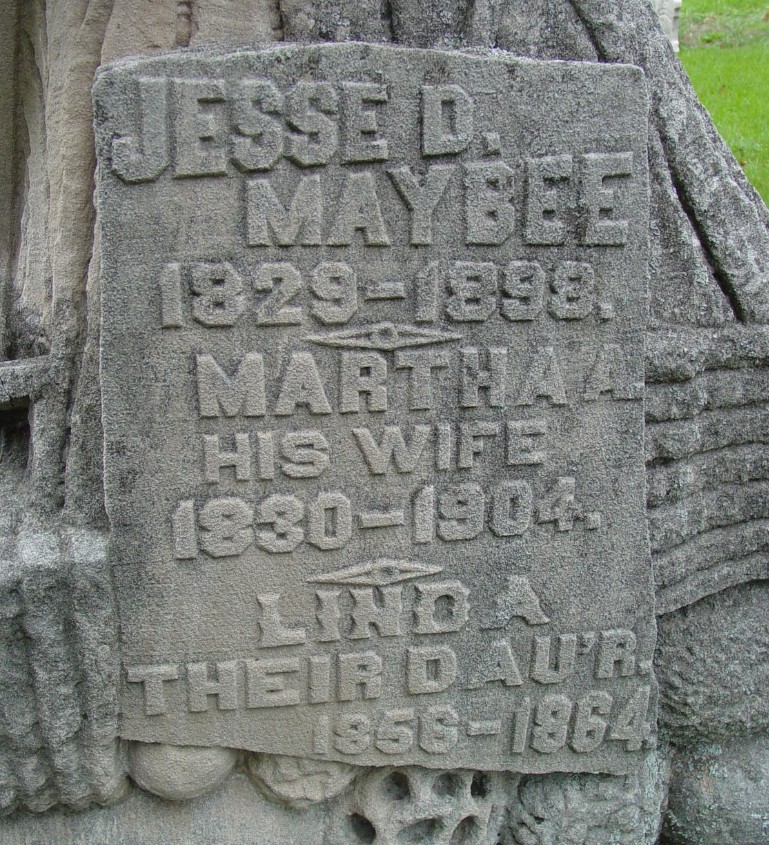 JESSE D.
MAYBEE
1829-1898.
MARTHA A.
HIS WIFE
1830-1904.
LINDA
THEIR DAU'R.
1856-1864